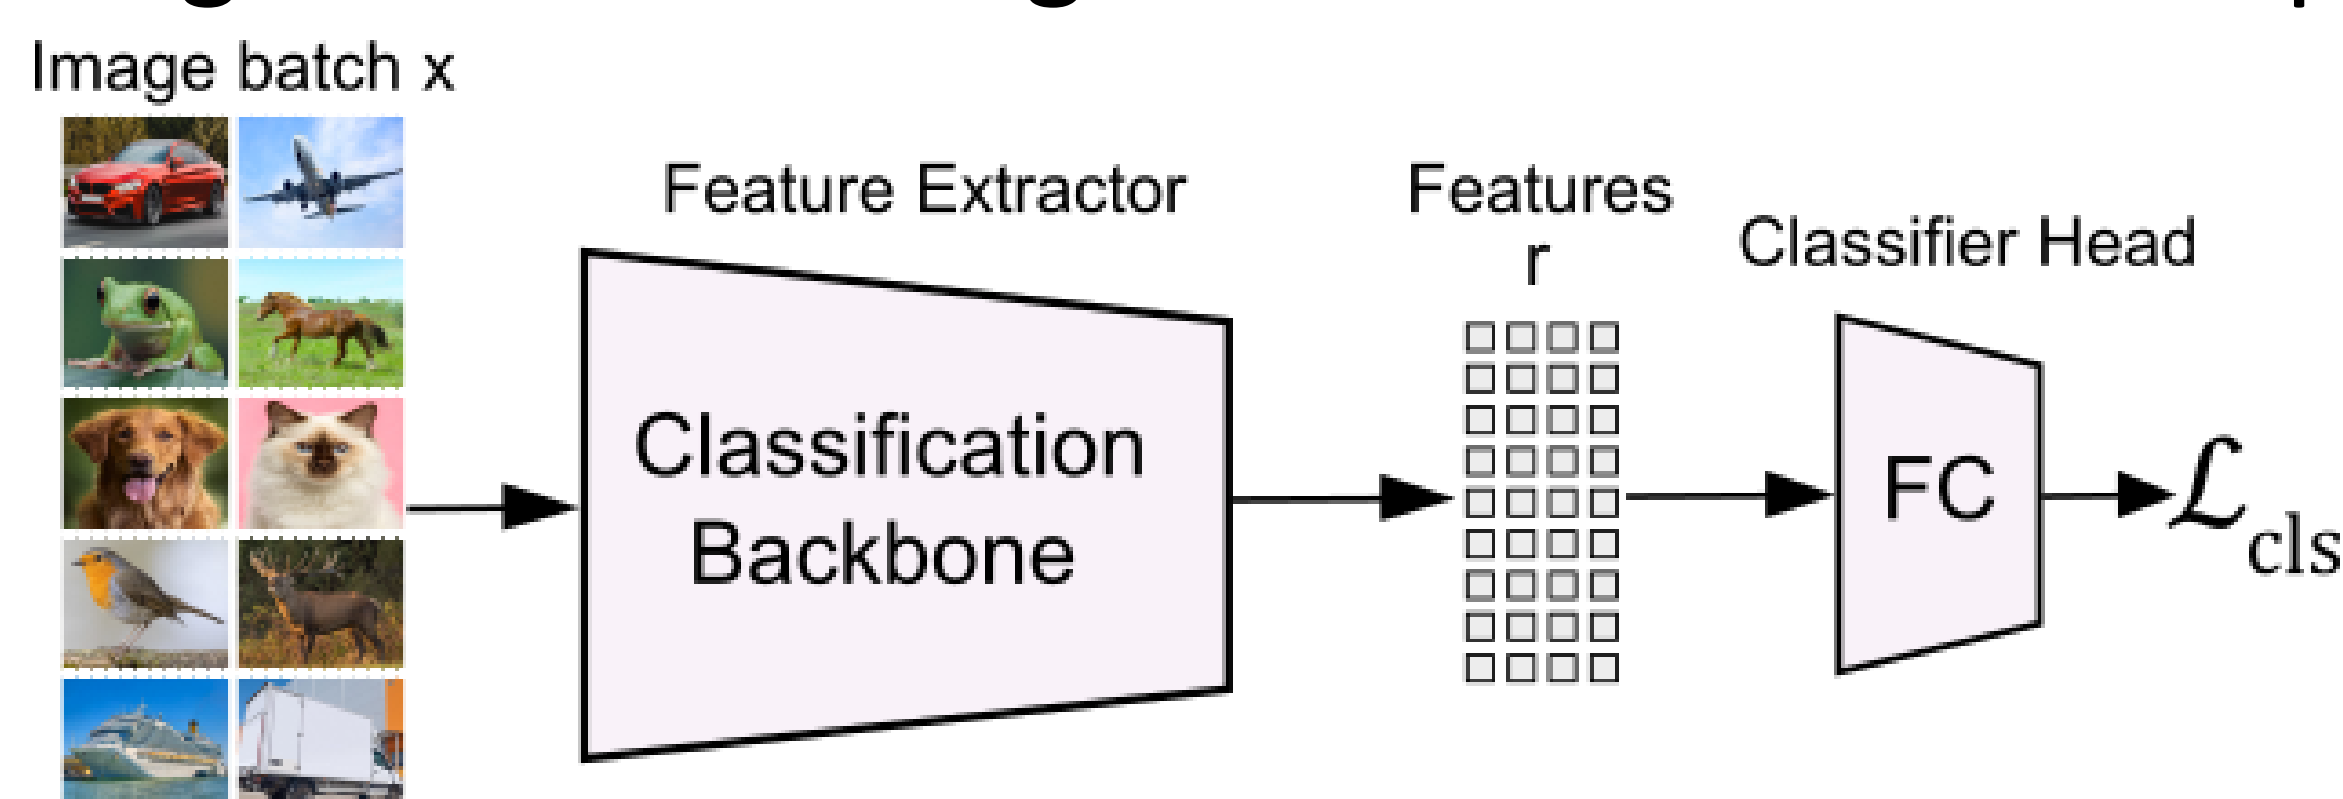 Image batch x
Feature Extractor
Features
r
Classifier Head
Classification
Backbone
FC
ℒcls